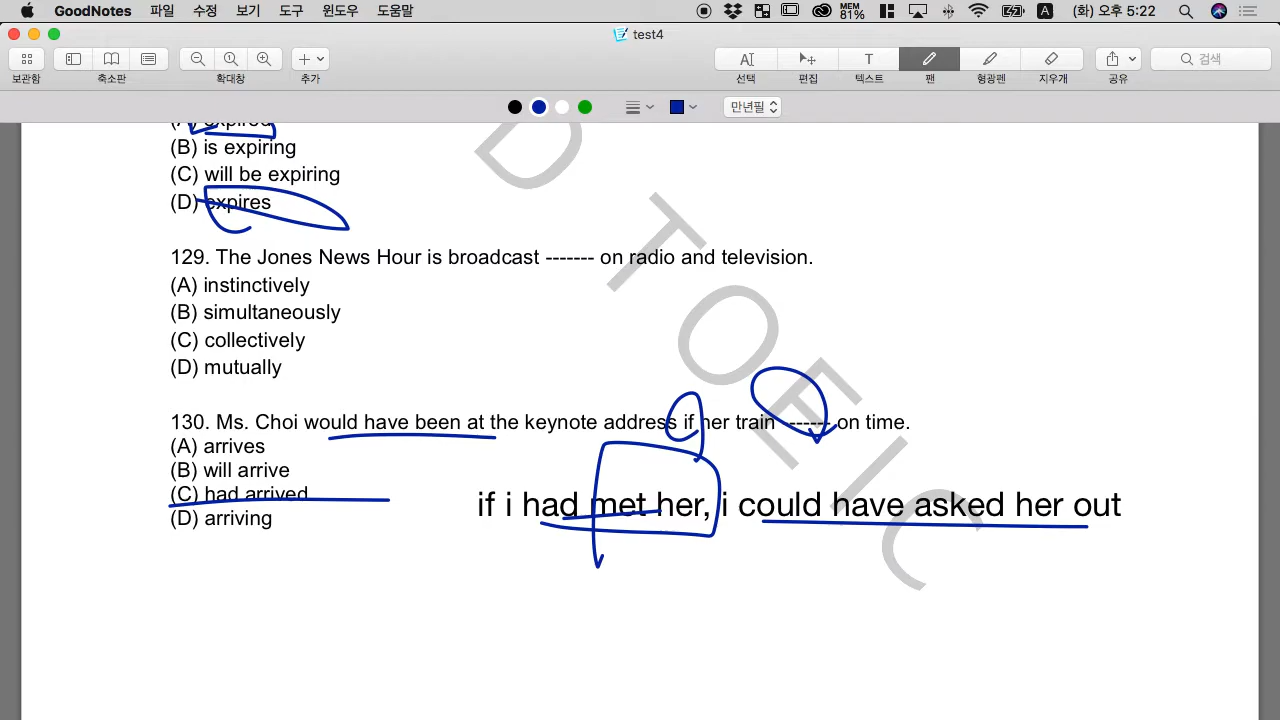 GoodNotes 파일 수정 보기 도구 윈도우 도움말 MEM 81% A (화) 오후 5:22
test4
보관함 축소판 확대창 추가 선택 편집 텍스트 펜 형광펜 지우개 공유 검색
만년필
(A) expired
(B) is expiring
(C) will be expiring
(D) expires
129. The Jones News Hour is broadcast ------- on radio and television.
(A) instinctively
(B) simultaneously
(C) collectively
(D) mutually
130. Ms. Choi would have been at the keynote address if her train ------- on time.
(A) arrives
(B) will arrive
(C) had arrived
(D) arriving
if i had met her, i could have asked her out
D TOEIC